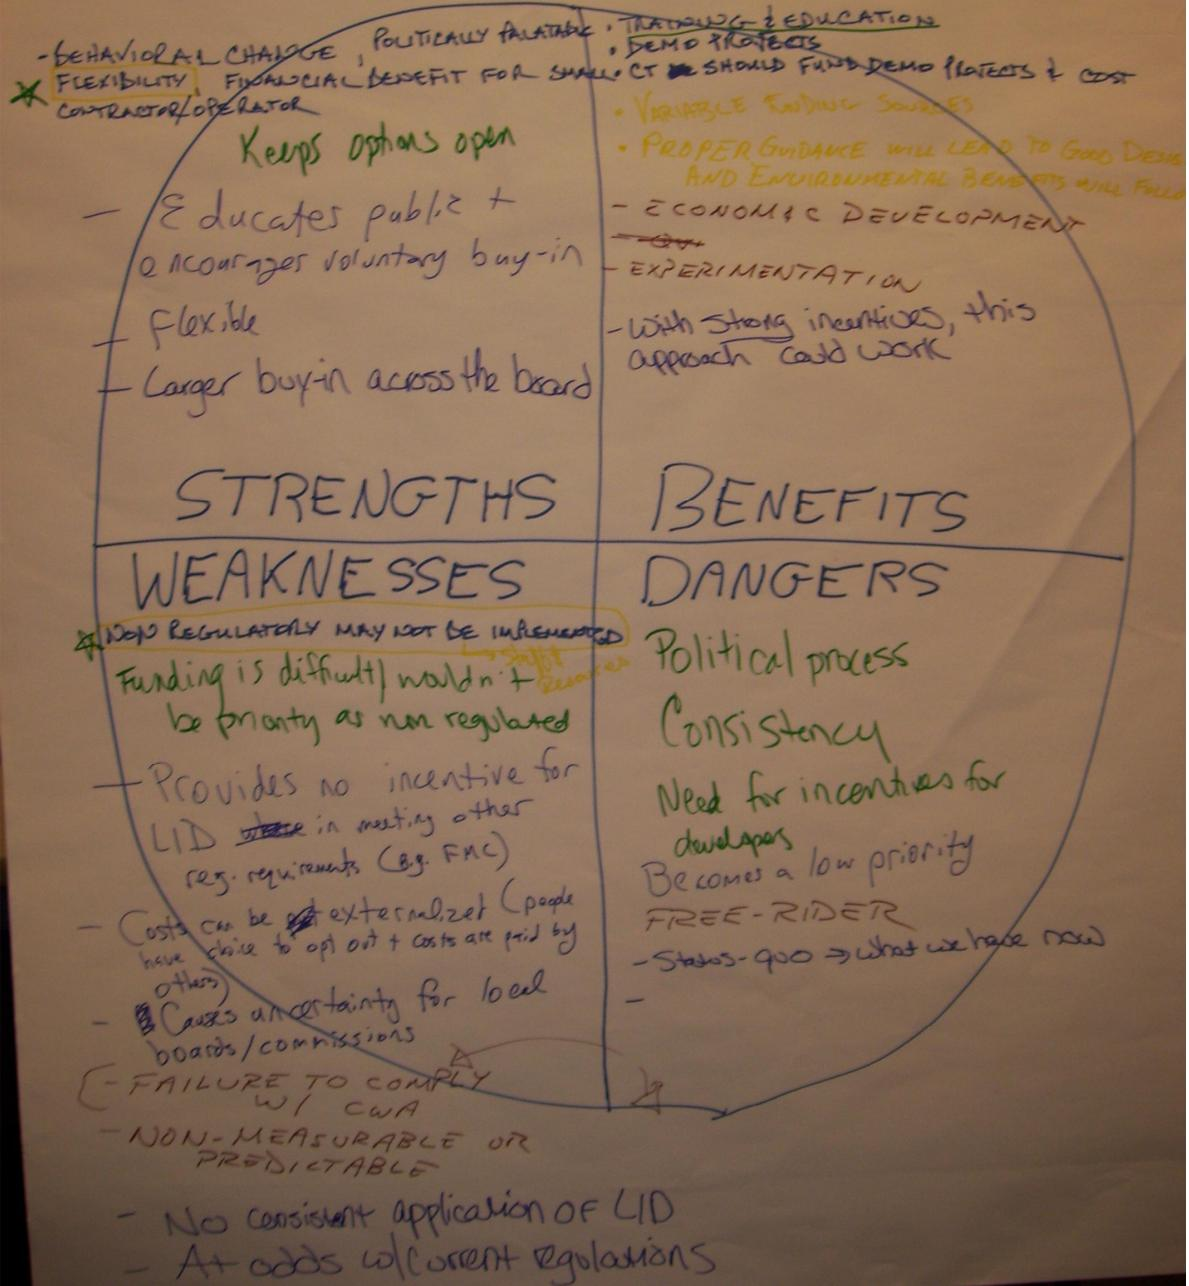 - BEHAVIORAL CHANGE, POLITICALLY PALATABLE
FLEXIBILITY, FINANCIAL BENEFIT FOR SMALL
CONTRACTOR/OPERATOR
Keeps options open
- Educates public +
encourages voluntary buy-in
- flexible
- Larger buy-in across the board
STRENGTHS
• TRAINING & EDUCATION
• DEMO PROJECTS
• CT SHOULD FUND DEMO PROJECTS & COST
• VARIABLE FUNDING SOURCES
• PROPER GUIDANCE WILL LEAD TO GOOD DESIGN
AND ENVIRONMENTAL BENEFITS WILL FOLLOW
- ECONOMIC DEVELOPMENT
- EXPERIMENTATION
- with strong incentives, this
approach could work
BENEFITS
WEAKNESSES
NON REGULATORY MAY NOT BE IMPLEMENTED
→ staff
resources
Funding is difficult/wouldn't
be priority as non regulated
- Provides no incentive for
LID in meeting other
reg. requirements (e.g. FMC)
- Costs can be externalized (people
have choice to opt out + costs are paid by
others)
- Causes uncertainty for local
boards/commissions
- FAILURE TO COMPLY
W/ CWA
- NON-MEASURABLE OR
PREDICTABLE
- No consistent application OF LID
- At odds w/current regulations
DANGERS
Political process
Consistency
Need for incentives for
developers
Becomes a low priority
FREE-RIDER
- Status-quo → what we have now
-